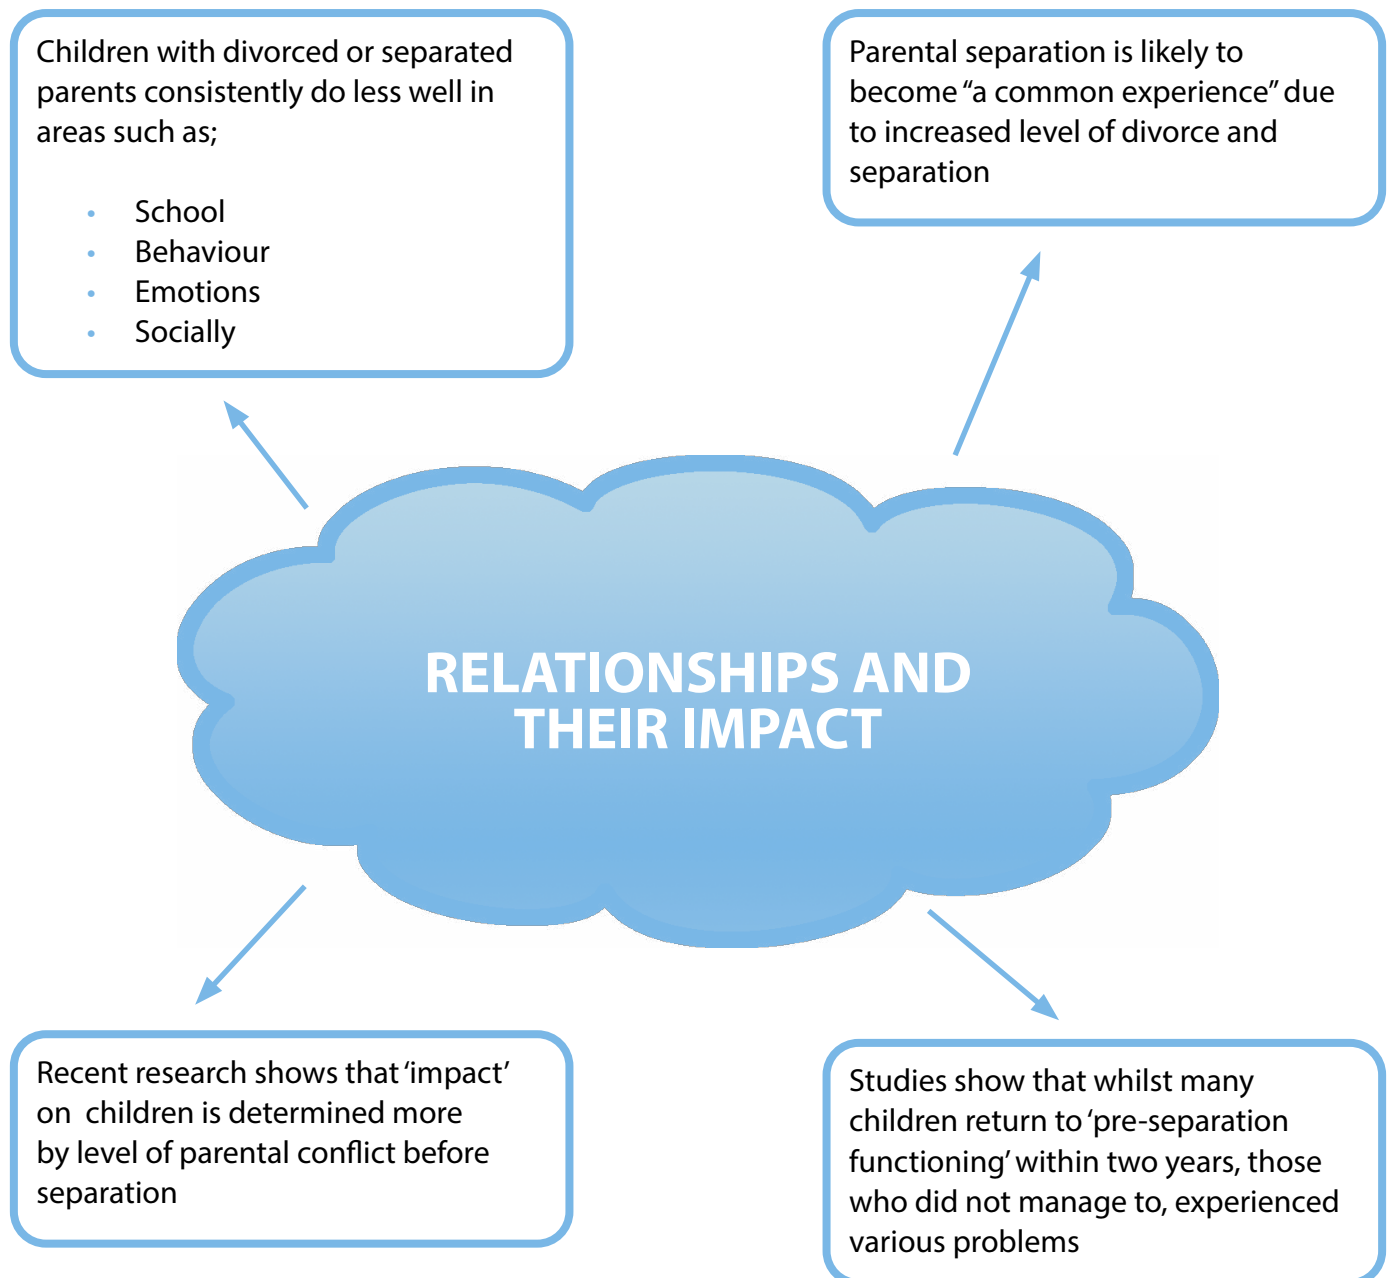 Children with divorced or separated
parents consistently do less well in
areas such as;
• School
• Behaviour
• Emotions
• Socially
Parental separation is likely to
become “a common experience” due
to increased level of divorce and
separation
RELATIONSHIPS AND
THEIR IMPACT
Recent research shows that ‘impact’
on children is determined more
by level of parental conflict before
separation
Studies show that whilst many
children return to ‘pre-separation
functioning’ within two years, those
who did not manage to, experienced
various problems